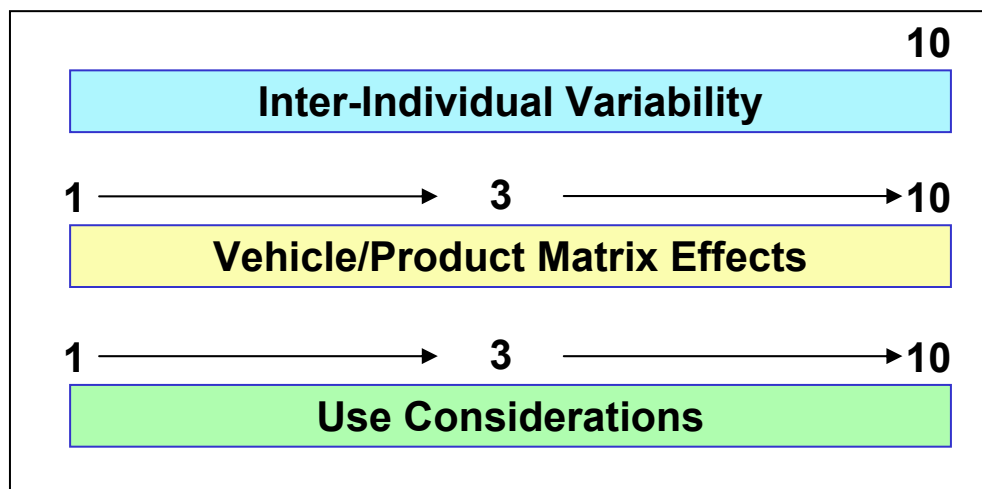 10
Inter-Individual Variability
1 3 10
Vehicle/Product Matrix Effects
1 3 10
Use Considerations